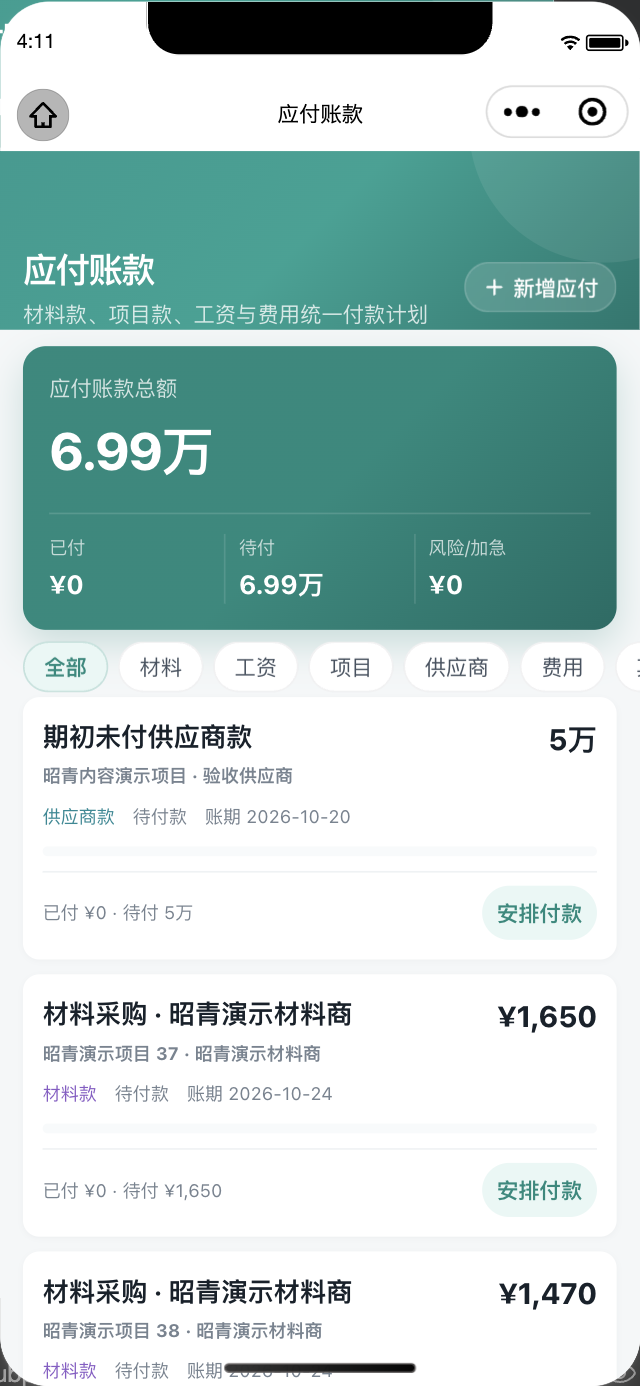 4:11
应付账款
应付账款
+ 新增应付
材料款、项目款、工资与费用统一付款计划
应付账款总额
6.99万
已付 待付 风险/加急
¥0 6.99万 ¥0
全部 材料 工资 项目 供应商 费用
期初未付供应商款 5万
昭青内容演示项目 · 验收供应商
供应商款 待付款 账期 2026-10-20
已付 ¥0 · 待付 5万 安排付款
材料采购 · 昭青演示材料商 ¥1,650
昭青演示项目 37 · 昭青演示材料商
材料款 待付款 账期 2026-10-24
已付 ¥0 · 待付 ¥1,650 安排付款
材料采购 · 昭青演示材料商 ¥1,470
昭青演示项目 38 · 昭青演示材料商
材料款 待付款 账期 2026-10-24